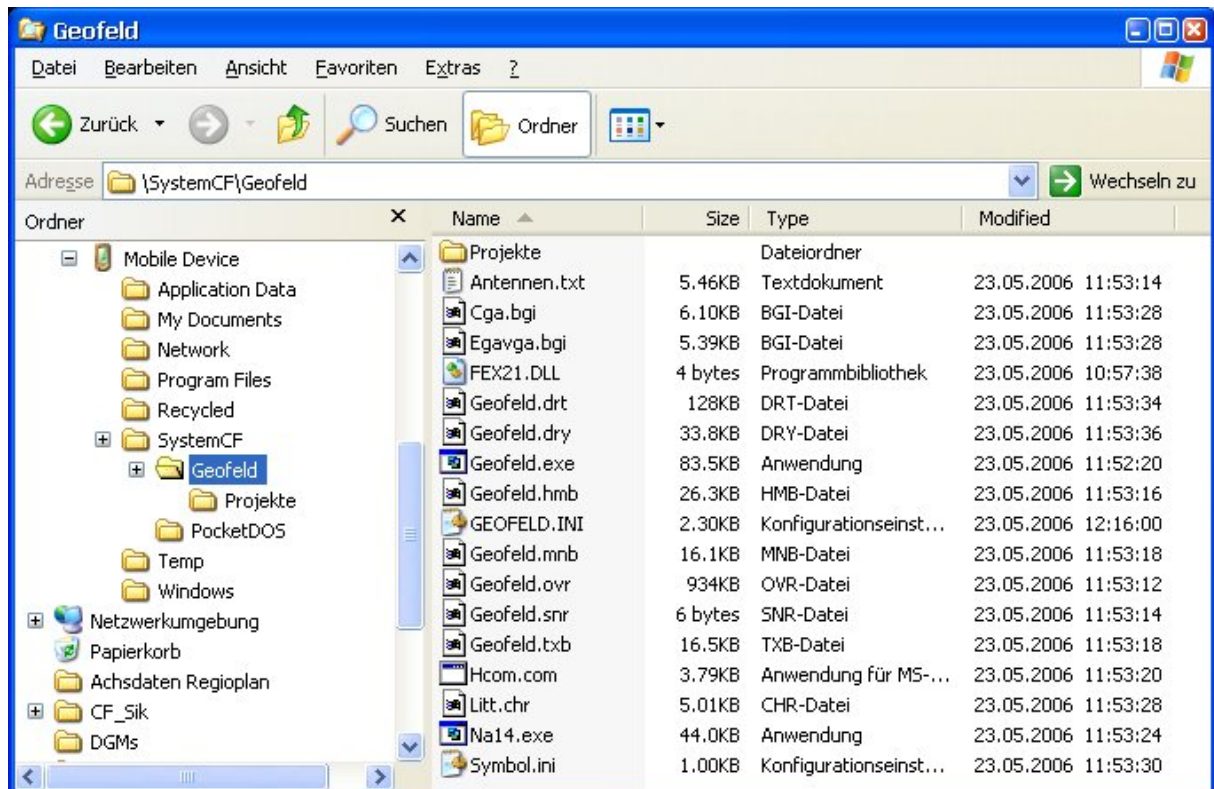 Geofeld
Datei Bearbeiten Ansicht Favoriten Extras ?
Zurück Suchen Ordner
Adresse \SystemCF\Geofeld Wechseln zu
Ordner X
Mobile Device
Application Data
My Documents
Network
Program Files
Recycled
SystemCF
Geofeld
Projekte
PocketDOS
Temp
Windows
Netzwerkumgebung
Papierkorb
Achsdaten Regioplan
CF_Sik
DGMs
Name Size Type Modified
Projekte Dateiordner
Antennen.txt 5.46KB Textdokument 23.05.2006 11:53:14
Cga.bgi 6.10KB BGI-Datei 23.05.2006 11:53:28
Egavga.bgi 5.39KB BGI-Datei 23.05.2006 11:53:28
FEX21.DLL 4 bytes Programmbibliothek 23.05.2006 10:57:38
Geofeld.drt 128KB DRT-Datei 23.05.2006 11:53:34
Geofeld.dry 33.8KB DRY-Datei 23.05.2006 11:53:36
Geofeld.exe 83.5KB Anwendung 23.05.2006 11:52:20
Geofeld.hmb 26.3KB HMB-Datei 23.05.2006 11:53:16
GEOFELD.INI 2.30KB Konfigurationseinst... 23.05.2006 12:16:00
Geofeld.mnb 16.1KB MNB-Datei 23.05.2006 11:53:18
Geofeld.ovr 934KB OVR-Datei 23.05.2006 11:53:12
Geofeld.snr 6 bytes SNR-Datei 23.05.2006 11:53:14
Geofeld.txb 16.5KB TXB-Datei 23.05.2006 11:53:18
Hcom.com 3.79KB Anwendung für MS-... 23.05.2006 11:53:20
Litt.chr 5.01KB CHR-Datei 23.05.2006 11:53:28
Na14.exe 44.0KB Anwendung 23.05.2006 11:53:24
Symbol.ini 1.00KB Konfigurationseinst... 23.05.2006 11:53:30